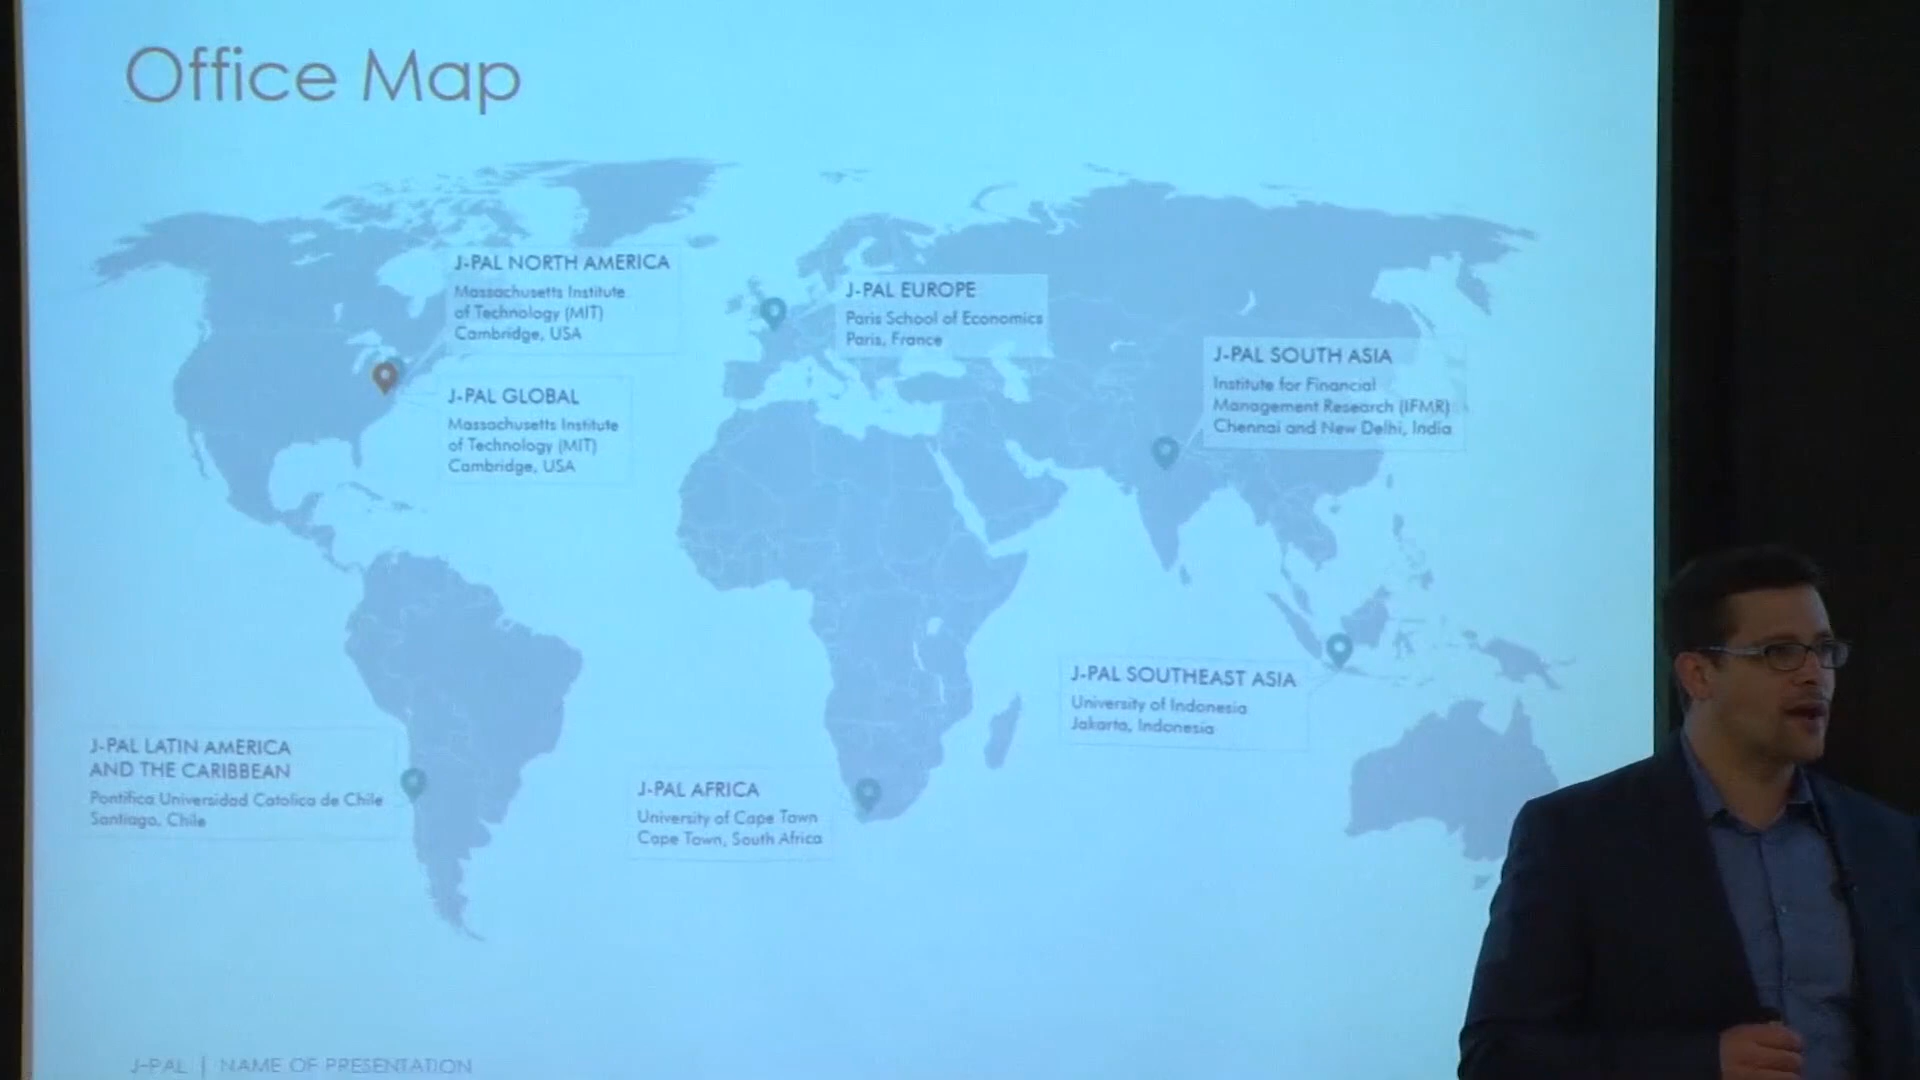 Office Map
J-PAL NORTH AMERICA
Massachusetts Institute
of Technology (MIT)
Cambridge, USA
J-PAL EUROPE
Paris School of Economics
Paris, France
J-PAL SOUTH ASIA
Institute for Financial
Management Research (IFMR)
Chennai and New Delhi, India
J-PAL GLOBAL
Massachusetts Institute
of Technology (MIT)
Cambridge, USA
J-PAL SOUTHEAST ASIA
University of Indonesia
Jakarta, Indonesia
J-PAL LATIN AMERICA
AND THE CARIBBEAN
Pontifica Universidad Catolica de Chile
Santiago, Chile
J-PAL AFRICA
University of Cape Town
Cape Town, South Africa
J-PAL | NAME OF PRESENTATION